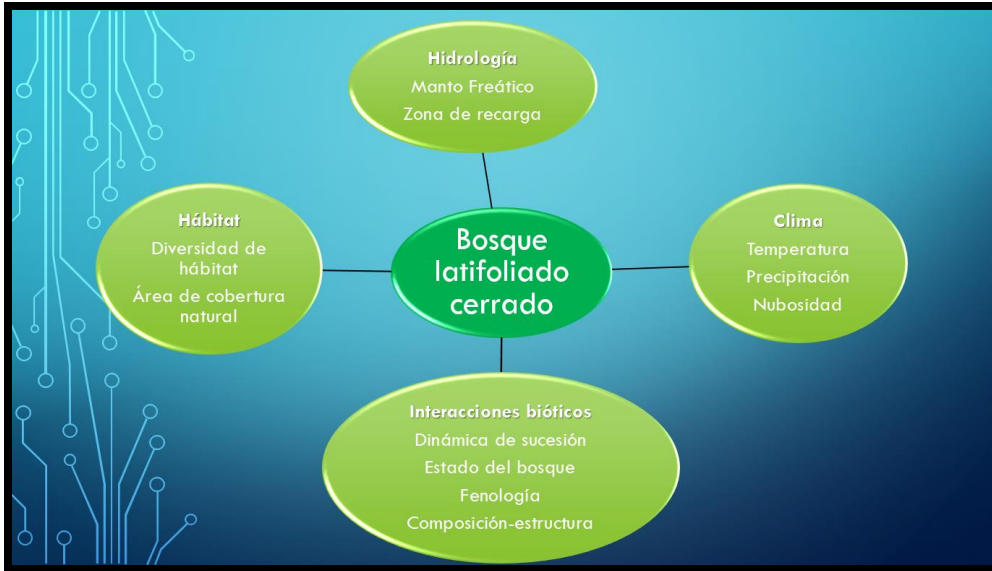 Hidrología
Manto Freático
Zona de recarga
Hábitat
Diversidad de
hábitat
Área de cobertura
natural
Bosque
latifoliado
cerrado
Clima
Temperatura
Precipitación
Nubosidad
Interacciones bióticos
Dinámica de sucesión
Estado del bosque
Fenología
Composición-estructura